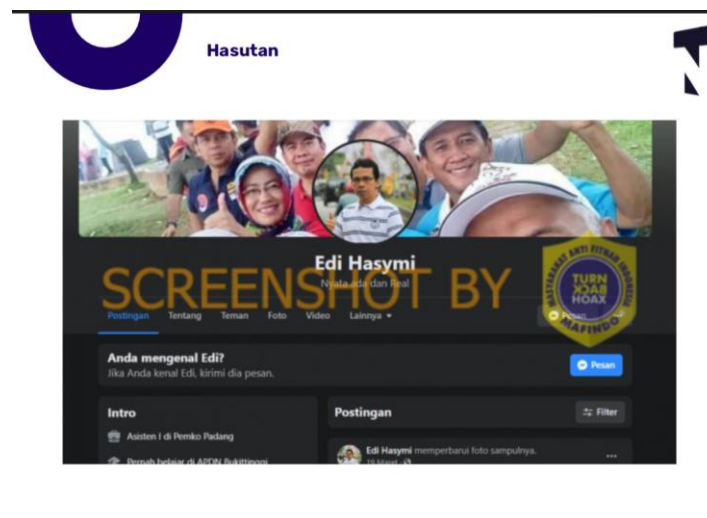 Hasutan
Edi Hasymi
Nyata ada dan Real
SCREENSHOT BY
MASYARAKAT ANTI FITNAH INDONESIA
TURN
BACK
HOAX
MAFINDO
Postingan Tentang Teman Foto Video Lainnya
Pesan
Anda mengenal Edi?
Jika Anda kenal Edi, kirimi dia pesan.
Pesan
Intro
Asisten I di Pemko Padang
Pernah belajar di APDN Bukittinggi
Postingan
Filter
Edi Hasymi memperbarui foto sampulnya.
19 Maret